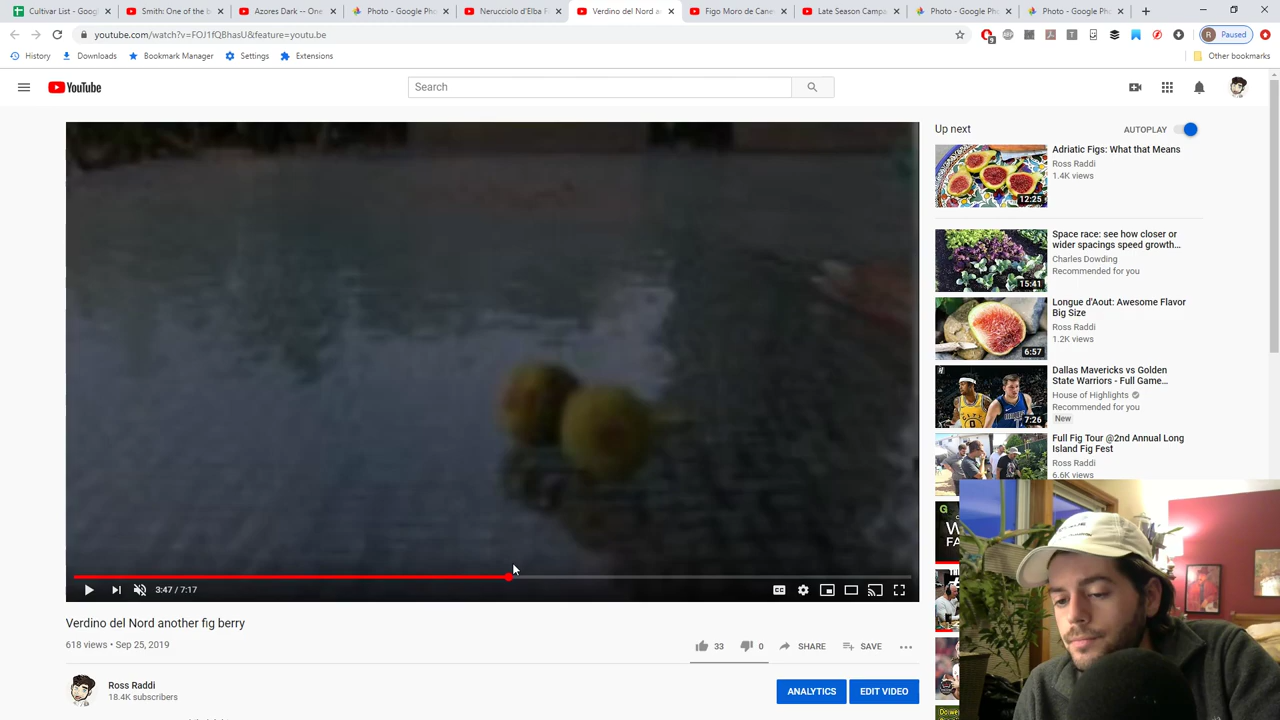 Cultivar List - Goog
Smith: One of the b
Azores Dark -- One
Photo - Google Pho
Nerucciolo d'Elba F
Verdino del Nord a
Figo Moro de Canes
Late Season Camps
Photo - Google Pho
Photo - Google Pho
youtube.com/watch?v=FOJ1fQBhasU&feature=youtu.be
Paused
History
Downloads
Bookmark Manager
Settings
Extensions
Other bookmarks
YouTube
Search
Up next
AUTOPLAY
Adriatic Figs: What that Means
Ross Raddi
1.4K views
12:25
Space race: see how closer or
wider spacings speed growth...
Charles Dowding
Recommended for you
15:41
Longue d'Aout: Awesome Flavor
Big Size
Ross Raddi
1.2K views
6:57
Dallas Mavericks vs Golden
State Warriors - Full Game...
House of Highlights
Recommended for you
New
7:26
Full Fig Tour @2nd Annual Long
Island Fig Fest
Ross Raddi
6.6K views
3:47 / 7:17
Verdino del Nord another fig berry
618 views • Sep 25, 2019
33
0
SHARE
SAVE
Ross Raddi
18.4K subscribers
ANALYTICS
EDIT VIDEO